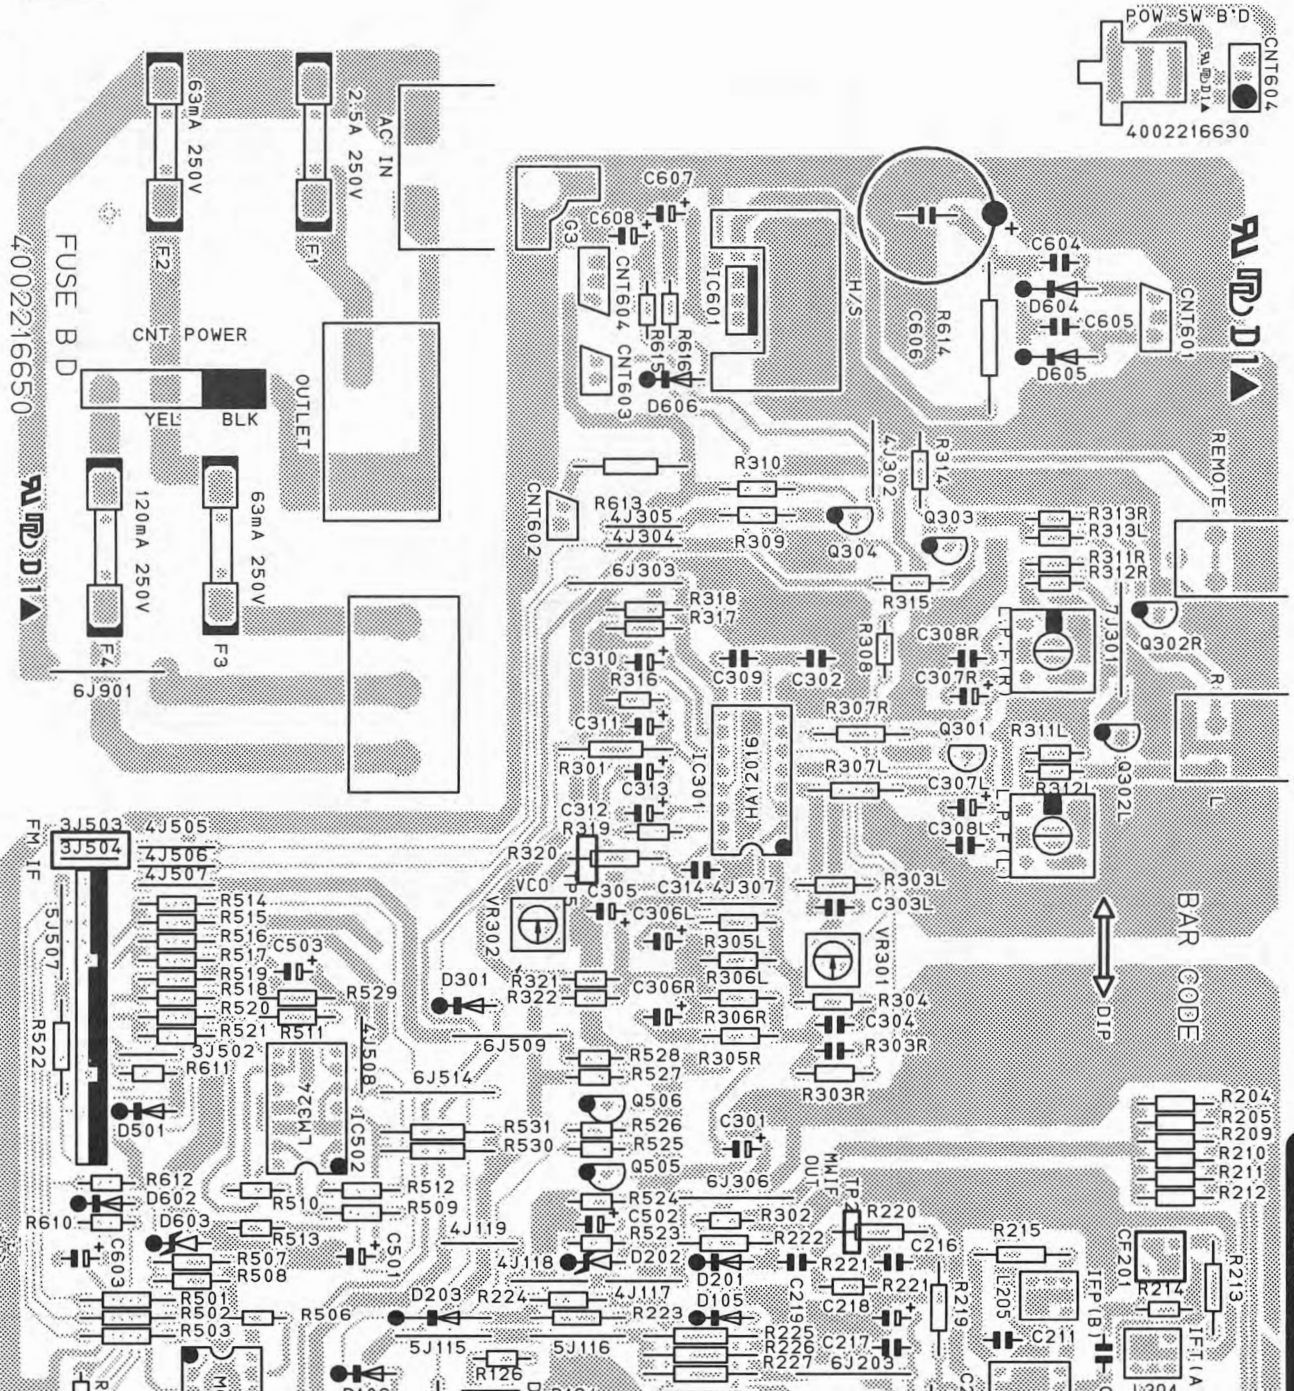 POW SW B'D
CNT604
4002216630
63mA 250V
2.5A 250V
AC IN
F2
F1
FUSE B'D
4002216650
CNT POWER
YEL
BLK
OUTLET
120mA 250V
63mA 250V
F4
F3
6J901
C607
C608
G3
CNT604
IC601
H/S
C606
R614
C604
D604
C605
D605
CNT601
R615
R616
CNT603
D606
REMOTE
R310
4J302
R314
R613
CNT602
4J305
4J304
R309
Q304
Q303
R313R
R313L
R311R
R312R
6J303
R315
R318
R317
R308
C308R
L.P.F(R)
7J301
Q302R
C310
C309
C302
C307R
R
R316
R307R
C311
Q301
R311L
R301
IC301
HA12016
R307L
C313
C307L
R312L
Q302L
L
C312
R319
C308L
L.P.F(L)
R320
C314
4J307
R303L
C303L
FM IF
3J503
3J504
4J505
4J506
4J507
VCO
VR302
C305
C306L
R305L
VR301
BAR CODE
DIP
5J507
R514
R515
R516
R517
R519
R518
R520
R521
C503
R529
R511
D301
R321
R322
C306R
R306L
R306R
R305R
R304
C304
R303R
R303R
R522
3J502
R611
4J508
6J509
R528
R527
6J514
LM324
IC502
D501
Q506
R526
R525
C301
R531
R530
Q505
R204
R205
R209
R210
R211
R212
R612
D602
R610
R510
R512
R509
R524
6J306
MMIF OUT
TP2
D603
R513
4J119
C502
R302
R220
R523
R222
C216
R215
CF201
C603
R507
R508
C501
4J118
D202
D201
C219
R221
R221
L205
IFP(B)
R214
R213
R501
R502
R503
R506
D203
R224
4J117
R223
D105
C218
R219
R225
R226
R227
C217
6J203
C211
5J115
5J116
R126